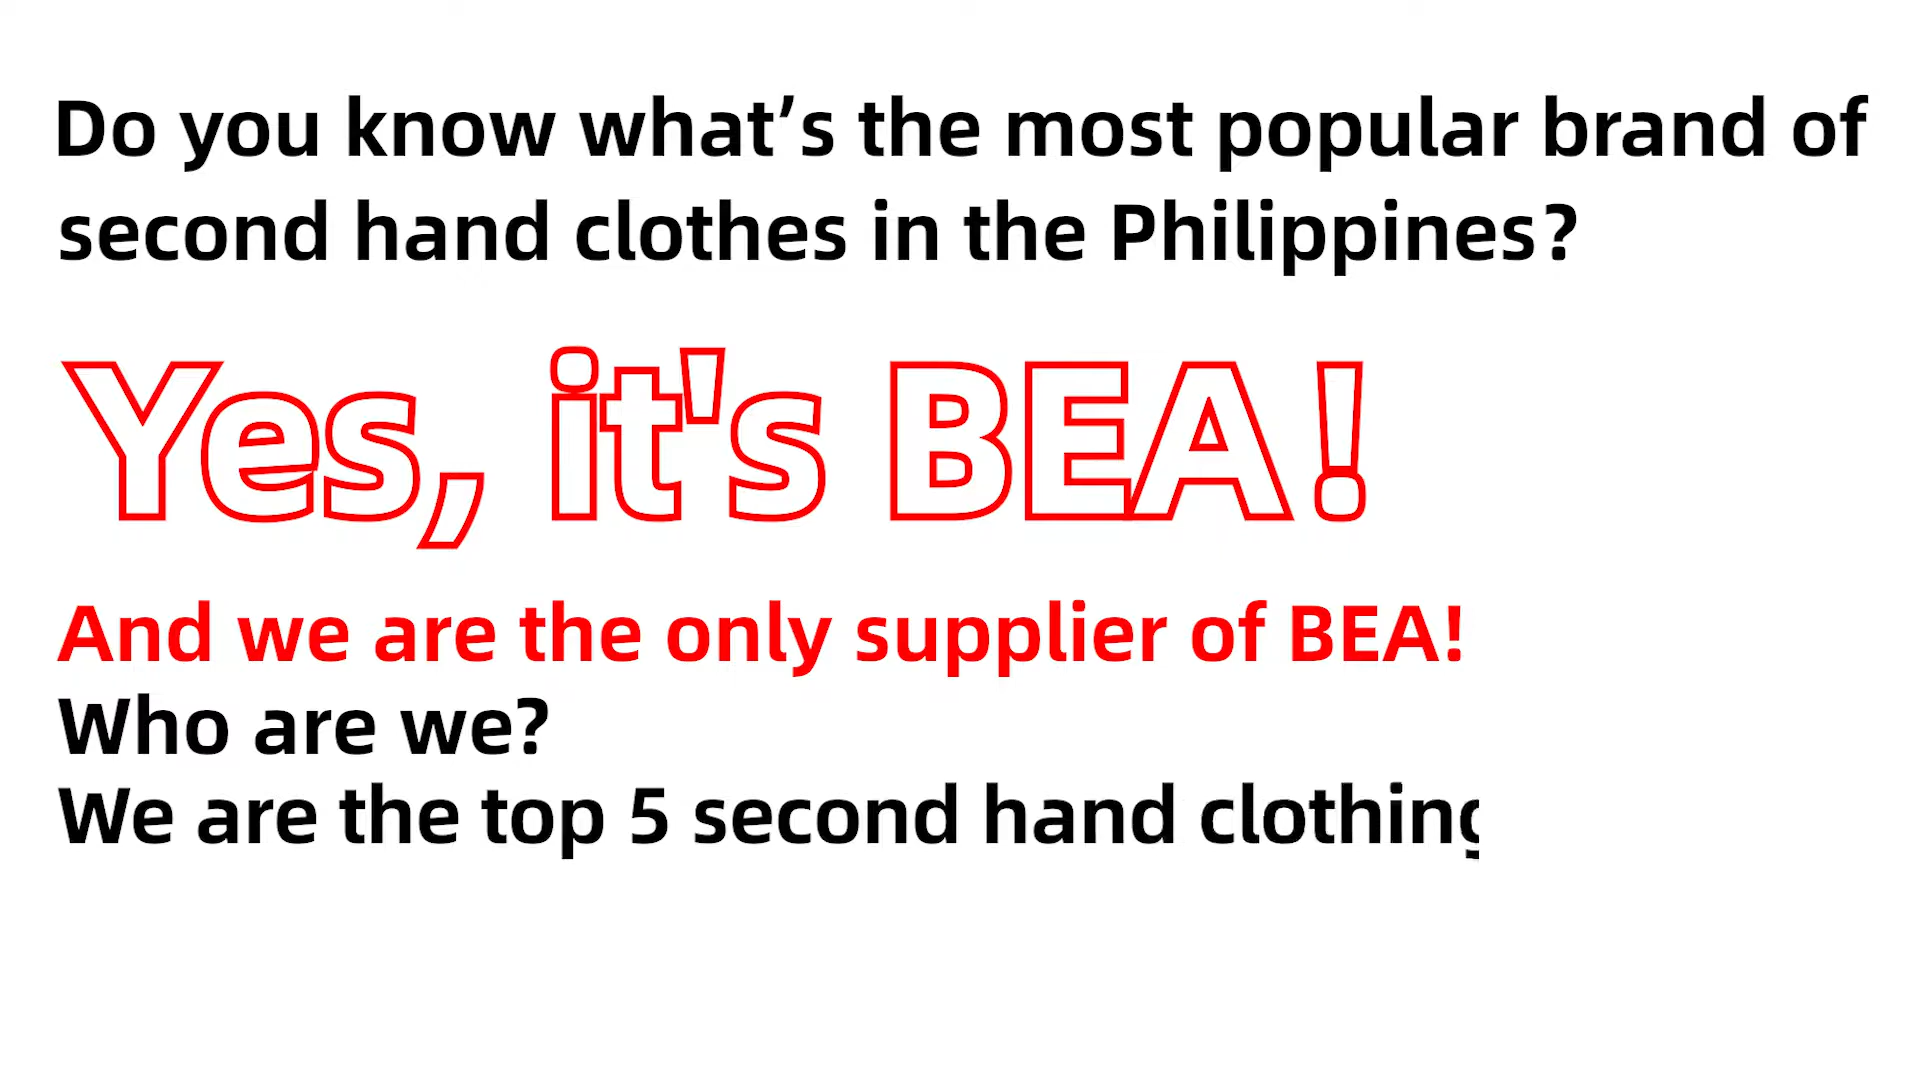 Do you know what’s the most popular brand of
second hand clothes in the Philippines?
Yes, it's BEA!
And we are the only supplier of BEA!
Who are we?
We are the top 5 second hand clothing